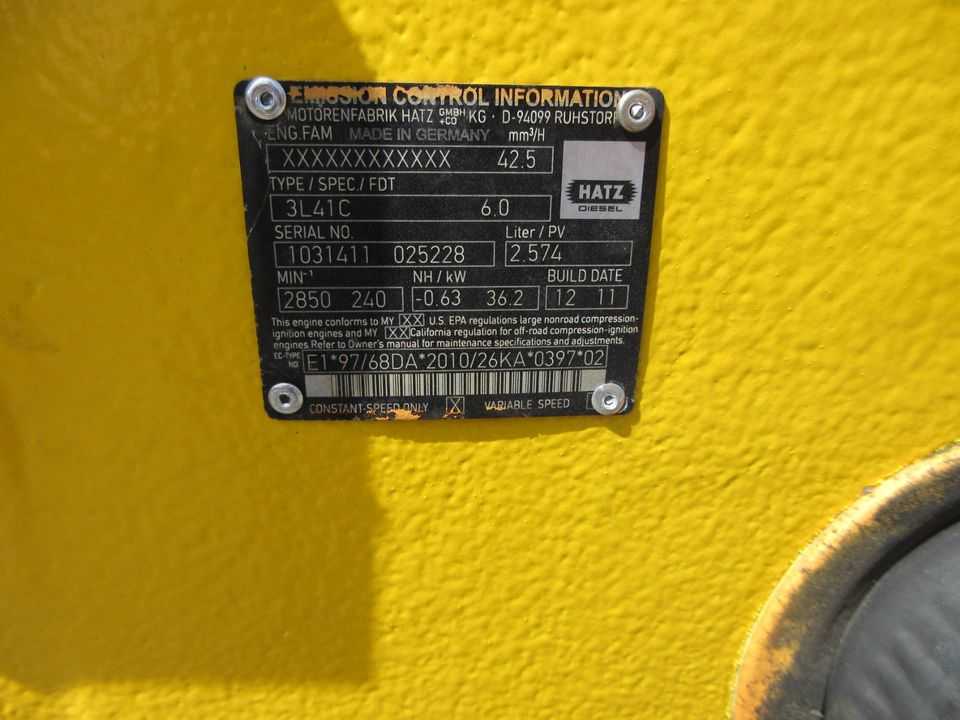 EMISSION CONTROL INFORMATION
MOTORENFABRIK HATZ GMBH +CO KG · D-94099 RUHSTORF
ENG.FAM MADE IN GERMANY mm³/H
XXXXXXXXXXXX 42.5
TYPE / SPEC./ FDT
3L41C 6.0
HATZ
DIESEL
SERIAL NO. Liter / PV
1031411 025228 2.574
MIN⁻¹ NH / kW BUILD DATE
2850 240 -0.63 36.2 12 11
This engine conforms to MY XX U.S. EPA regulations large nonroad compression-
ignition engines and MY XX California regulation for off-road compression-ignition
engines. Refer to Owner's manual for maintenance specifications and adjustments.
EC-TYPE NO E1*97/68DA*2010/26KA*0397*02
CONSTANT-SPEED ONLY X VARIABLE SPEED